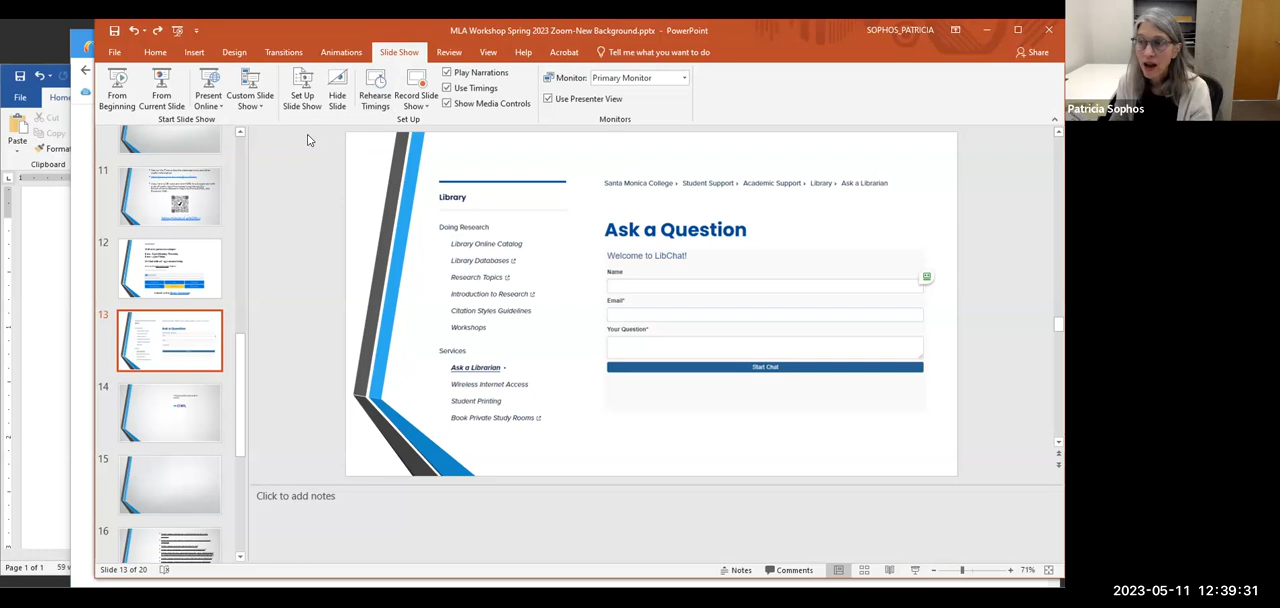 MLA Workshop Spring 2023 Zoom-New Background.pptx - PowerPoint
SOPHOS_PATRICIA
File Home Insert Design Transitions Animations Slide Show Review View Help Acrobat Tell me what you want to do Share
From Beginning
From Current Slide
Present Online
Custom Slide Show
Start Slide Show
Set Up Slide Show
Hide Slide
Rehearse Timings
Record Slide Show
Play Narrations
Use Timings
Show Media Controls
Set Up
Monitor: Primary Monitor
Use Presenter View
Monitors
File
Home
Paste
Cut
Copy
Format
Clipboard
Page 1 of 1 59 w
11
12
13
14
15
16
Library
Doing Research
Library Online Catalog
Library Databases
Research Topics
Introduction to Research
Citation Styles Guidelines
Workshops
Services
Ask a Librarian
Wireless Internet Access
Student Printing
Book Private Study Rooms
Santa Monica College › Student Support › Academic Support › Library › Ask a Librarian
Ask a Question
Welcome to LibChat!
Name
Email*
Your Question*
Start Chat
Click to add notes
Slide 13 of 20
Notes
Comments
71%
Patricia Sophos
2023-05-11 12:39:31